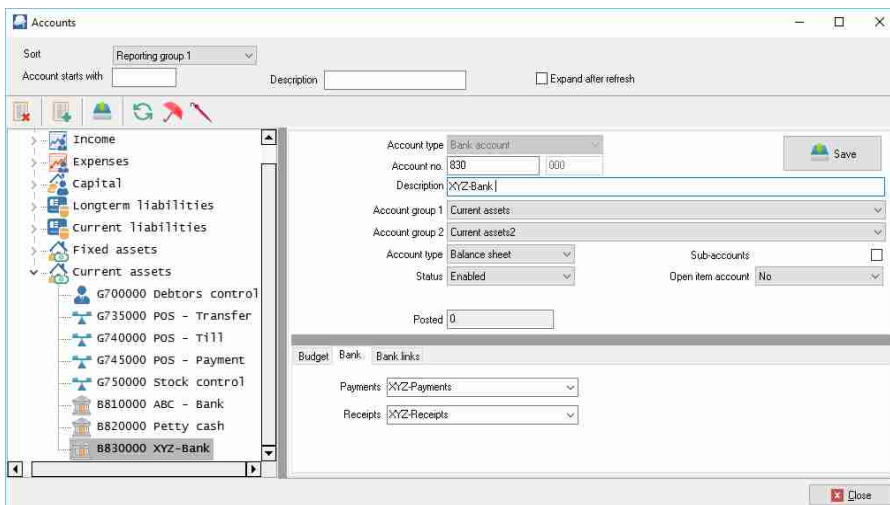 Accounts
Sort Reporting group 1
Account starts with
Description
Expand after refresh
Income
Expenses
Capital
Longterm liabilities
Current liabilities
Fixed assets
Current assets
G700000 Debtors control
G735000 POS - Transfer
G740000 POS - Till
G745000 POS - Payment
G750000 Stock control
B810000 ABC - Bank
B820000 Petty cash
B830000 XYZ-Bank
Account type Bank account
Account no. 830 000
Description XYZ-Bank
Save
Account group 1 Current assets
Account group 2 Current assets2
Account type Balance sheet
Sub-accounts
Status Enabled
Open item account No
Posted 0
Budget Bank Bank links
Payments XYZ-Payments
Receipts XYZ-Receipts
Close